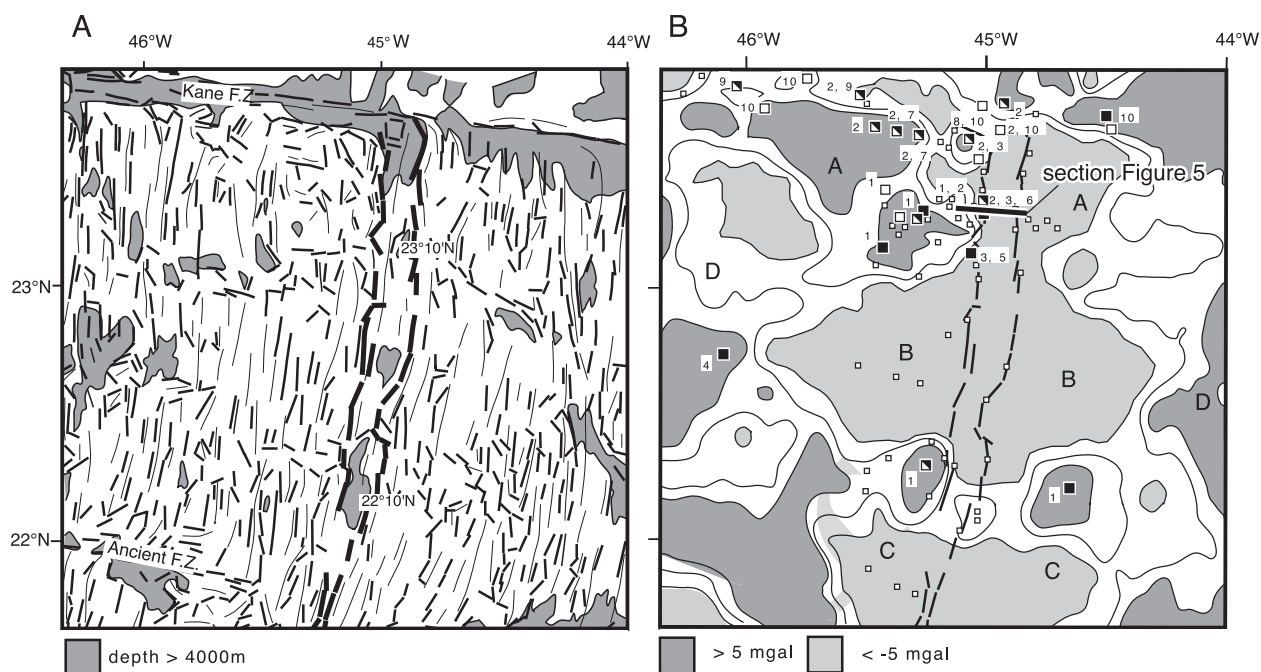 A
46°W
45°W
44°W
Kane F.Z.
23°10'N
23°N
22°10'N
22°N
Ancient F.Z.
depth > 4000m
B
46°W
45°W
44°W
9
10
2, 9
10
2, 7
8, 10
2
10
2
2, 10
2, 3
2, 7
A
section Figure 5
1
1, 2
2, 3, 6
A
1
1
3, 5
D
B
4
B
D
1
1
C
C
> 5 mgal
< -5 mgal